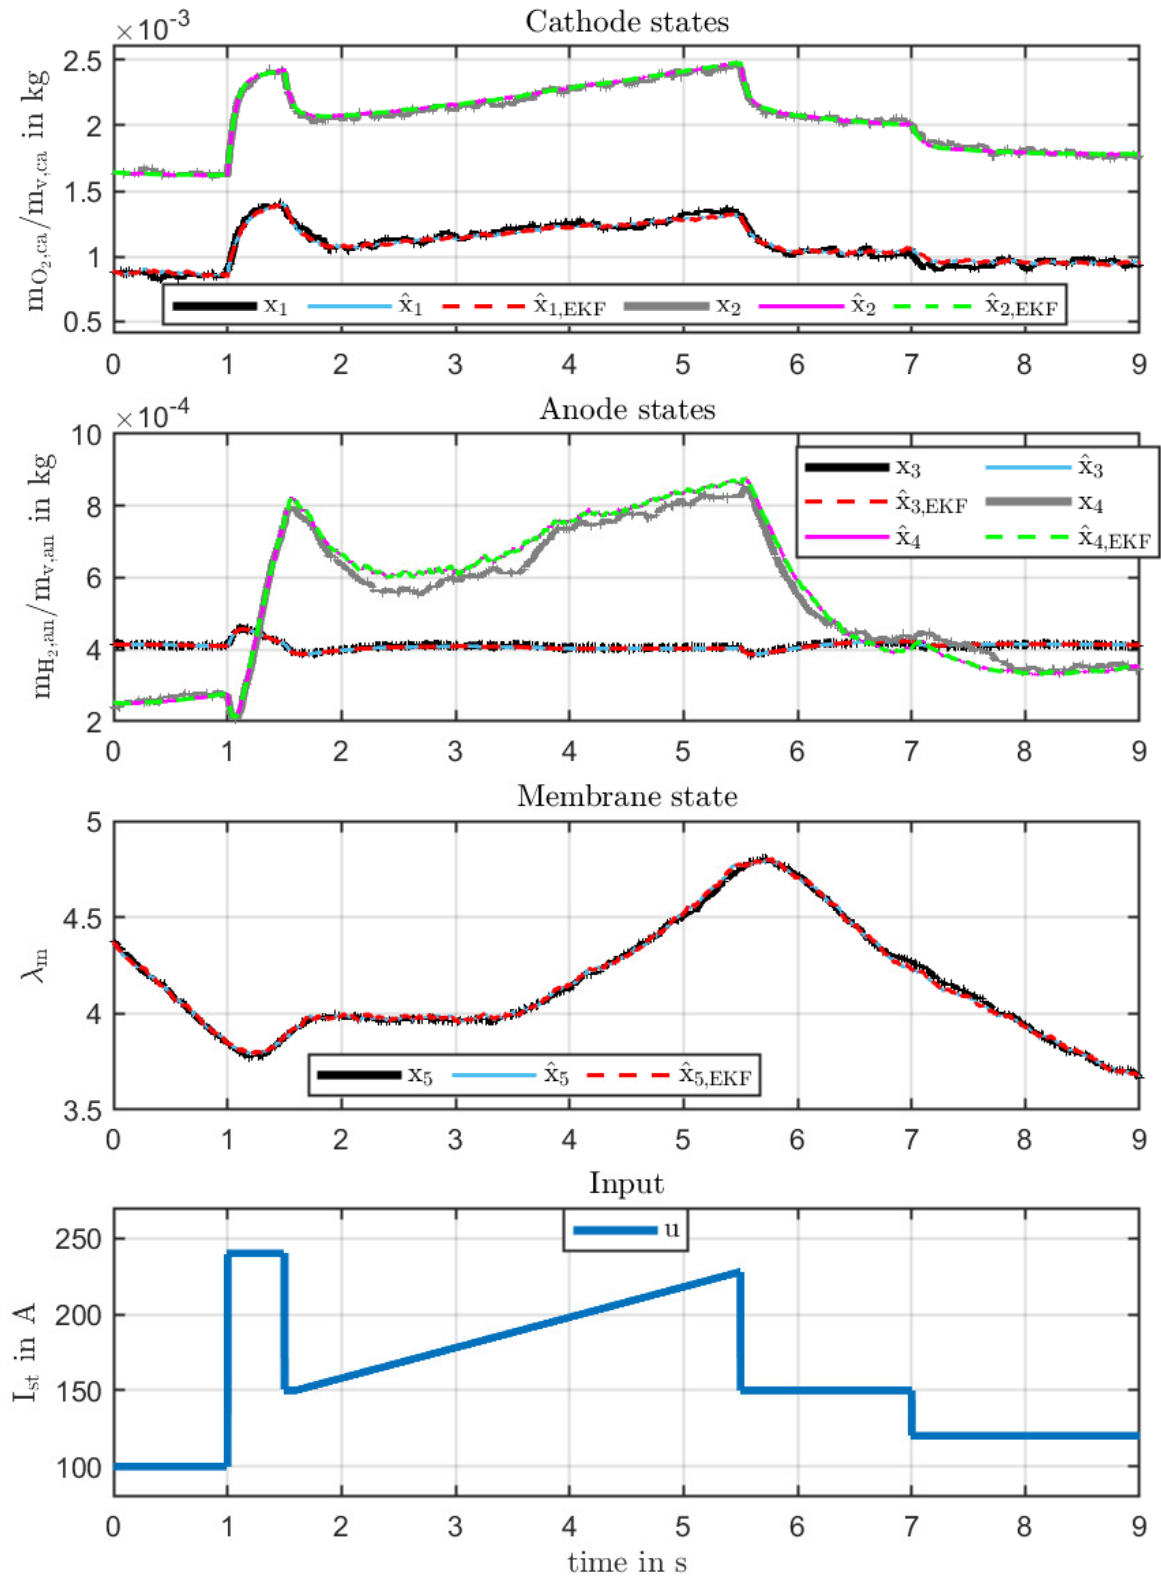 Cathode states
×10⁻³
m_O₂,ca/m_v,ca in kg
2.5
2
1.5
1
0.5
x₁ x̂₁ x̂₁,EKF x₂ x̂₂ x̂₂,EKF
0 1 2 3 4 5 6 7 8 9
Anode states
×10⁻⁴
m_H₂,an/m_v,an in kg
10
8
6
4
2
x₃ x̂₃
x̂₃,EKF x₄
x̂₄ x̂₄,EKF
0 1 2 3 4 5 6 7 8 9
Membrane state
λ_m
5
4.5
4
3.5
x₅ x̂₅ x̂₅,EKF
0 1 2 3 4 5 6 7 8 9
Input
I_st in A
250
200
150
100
u
0 1 2 3 4 5 6 7 8 9
time in s